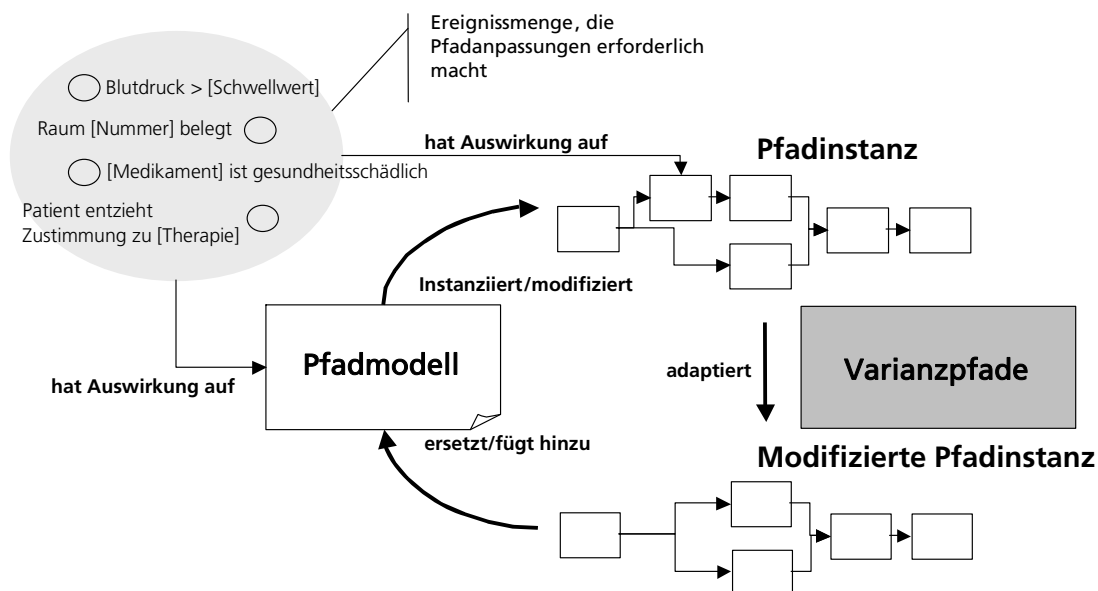 Ereignissmenge, die
Pfadanpassungen erforderlich
macht
Blutdruck > [Schwellwert]
Raum [Nummer] belegt
[Medikament] ist gesundheitsschädlich
Patient entzieht
Zustimmung zu [Therapie]
hat Auswirkung auf
Pfadinstanz
Instanziiert/modifiziert
Pfadmodell
hat Auswirkung auf
adaptiert
Varianzpfade
ersetzt/fügt hinzu
Modifizierte Pfadinstanz